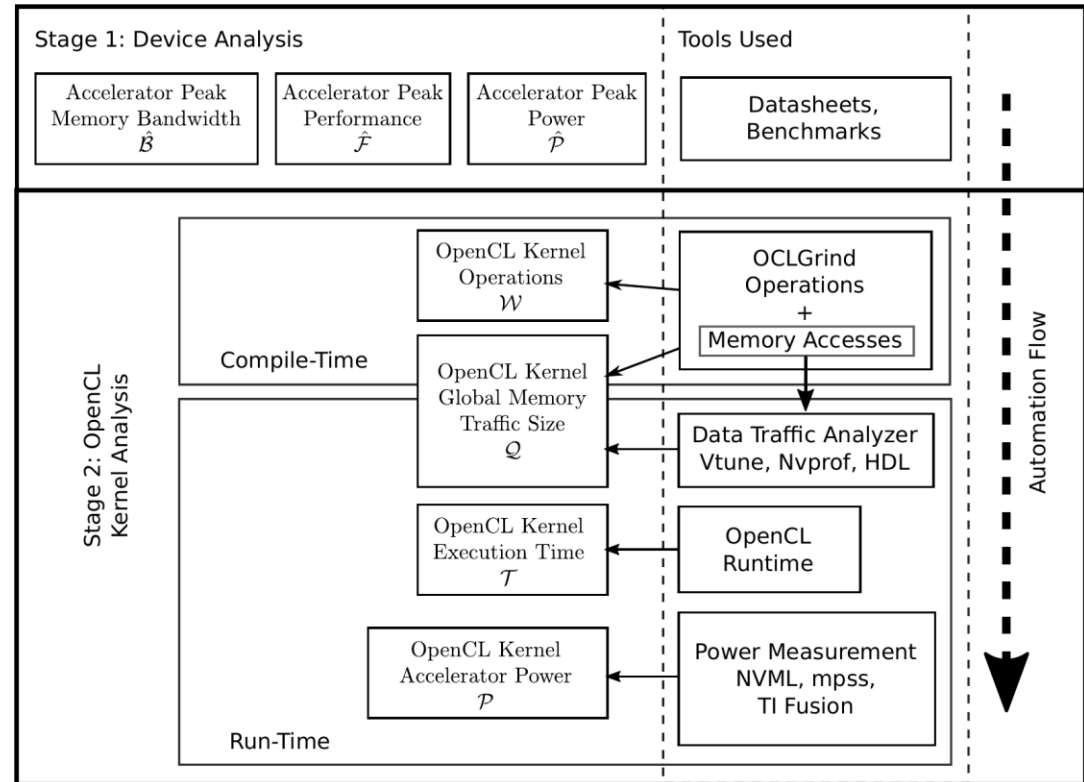 Stage 1: Device Analysis
Tools Used
Accelerator Peak
Memory Bandwidth
ℬ̂
Accelerator Peak
Performance
ℱ̂
Accelerator Peak
Power
𝒫̂
Datasheets,
Benchmarks
Stage 2: OpenCL
Kernel Analysis
Compile-Time
OpenCL Kernel
Operations
𝒲
OCLGrind
Operations
+
Memory Accesses
OpenCL Kernel
Global Memory
Traffic Size
𝒬
Data Traffic Analyzer
Vtune, Nvprof, HDL
OpenCL Kernel
Execution Time
𝒯
OpenCL
Runtime
OpenCL Kernel
Accelerator Power
𝒫
Power Measurement
NVML, mpss,
TI Fusion
Run-Time
Automation Flow